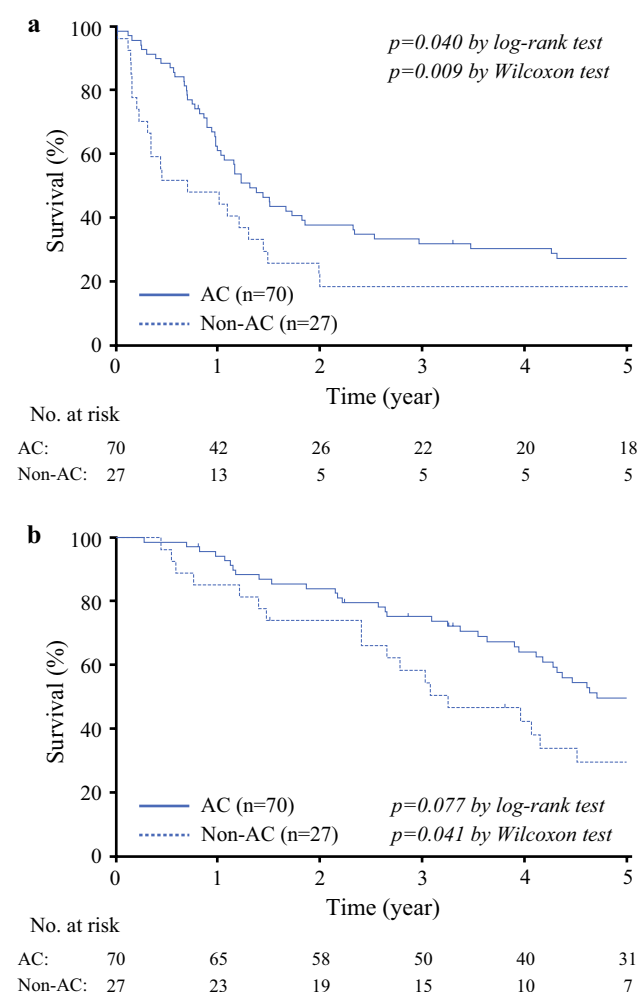 a
p=0.040 by log-rank test
p=0.009 by Wilcoxon test
Survival (%)
100
80
60
40
20
0
AC (n=70)
Non-AC (n=27)
0 1 2 3 4 5
Time (year)
No. at risk
AC: 70 42 26 22 20 18
Non-AC: 27 13 5 5 5 5
b
Survival (%)
100
80
60
40
20
0
AC (n=70) p=0.077 by log-rank test
Non-AC (n=27) p=0.041 by Wilcoxon test
0 1 2 3 4 5
Time (year)
No. at risk
AC: 70 65 58 50 40 31
Non-AC: 27 23 19 15 10 7